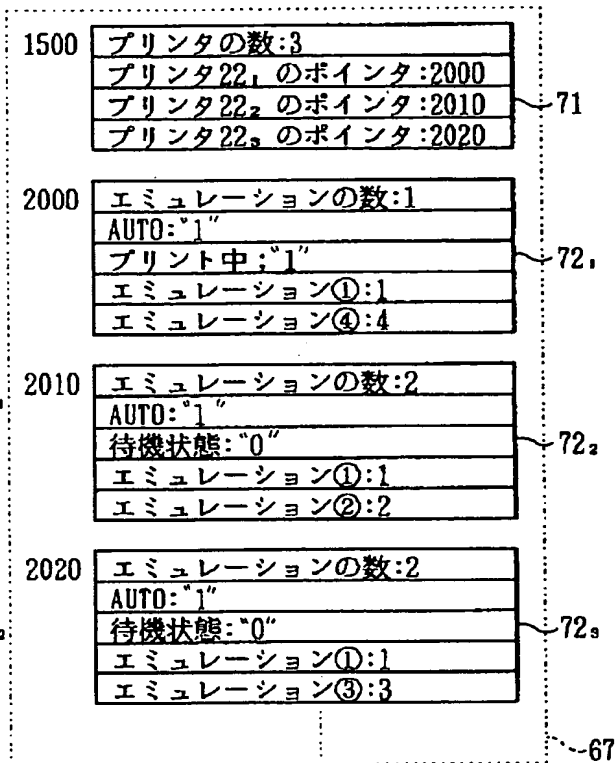 1500
プリンタの数:3
プリンタ22₁ のポインタ:2000
プリンタ22₂ のポインタ:2010
プリンタ22₃ のポインタ:2020
71
2000
エミュレーションの数:1
AUTO:"1"
プリント中:"1"
エミュレーション①:1
エミュレーション④:4
72₁
2010
エミュレーションの数:2
AUTO:"1"
待機状態:"0"
エミュレーション①:1
エミュレーション②:2
72₂
2020
エミュレーションの数:2
AUTO:"1"
待機状態:"0"
エミュレーション①:1
エミュレーション③:3
72₃
67